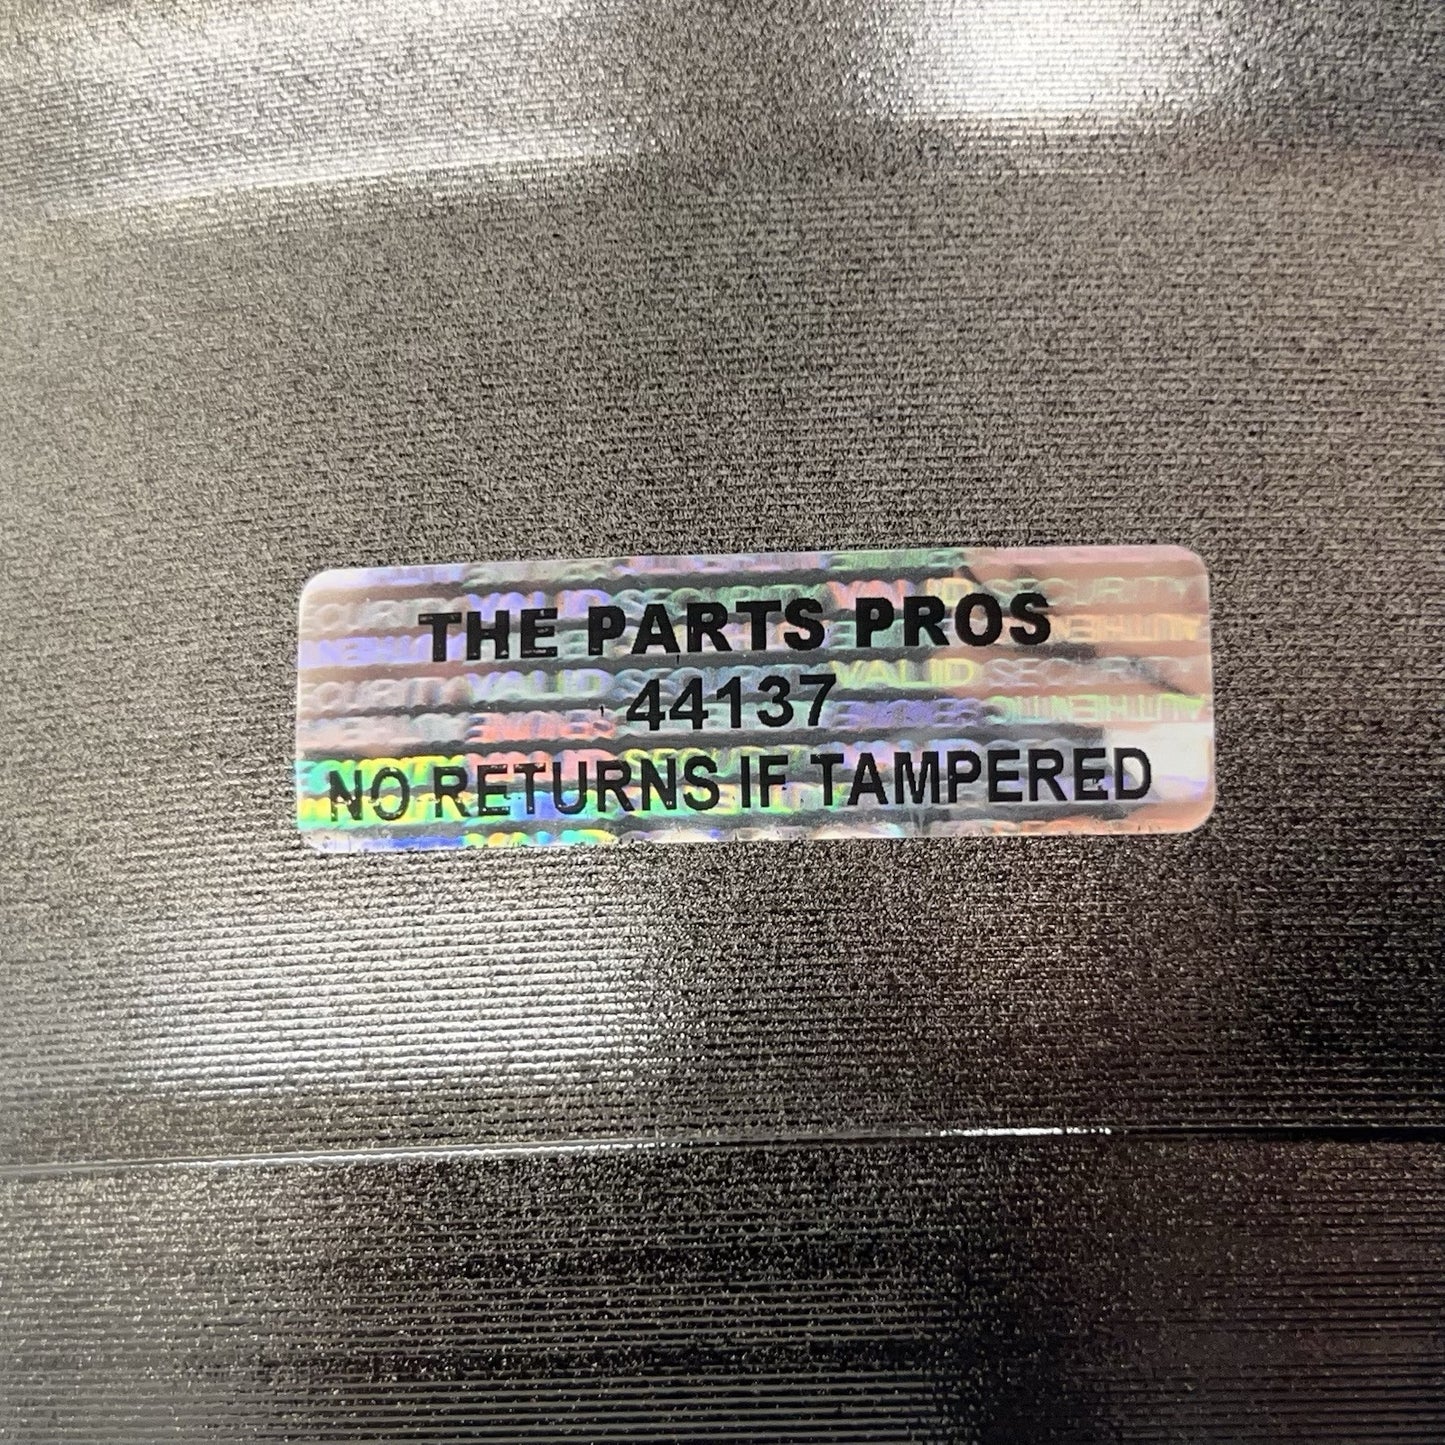 THE PARTS PROS
44137
NO RETURNS IF TAMPERED